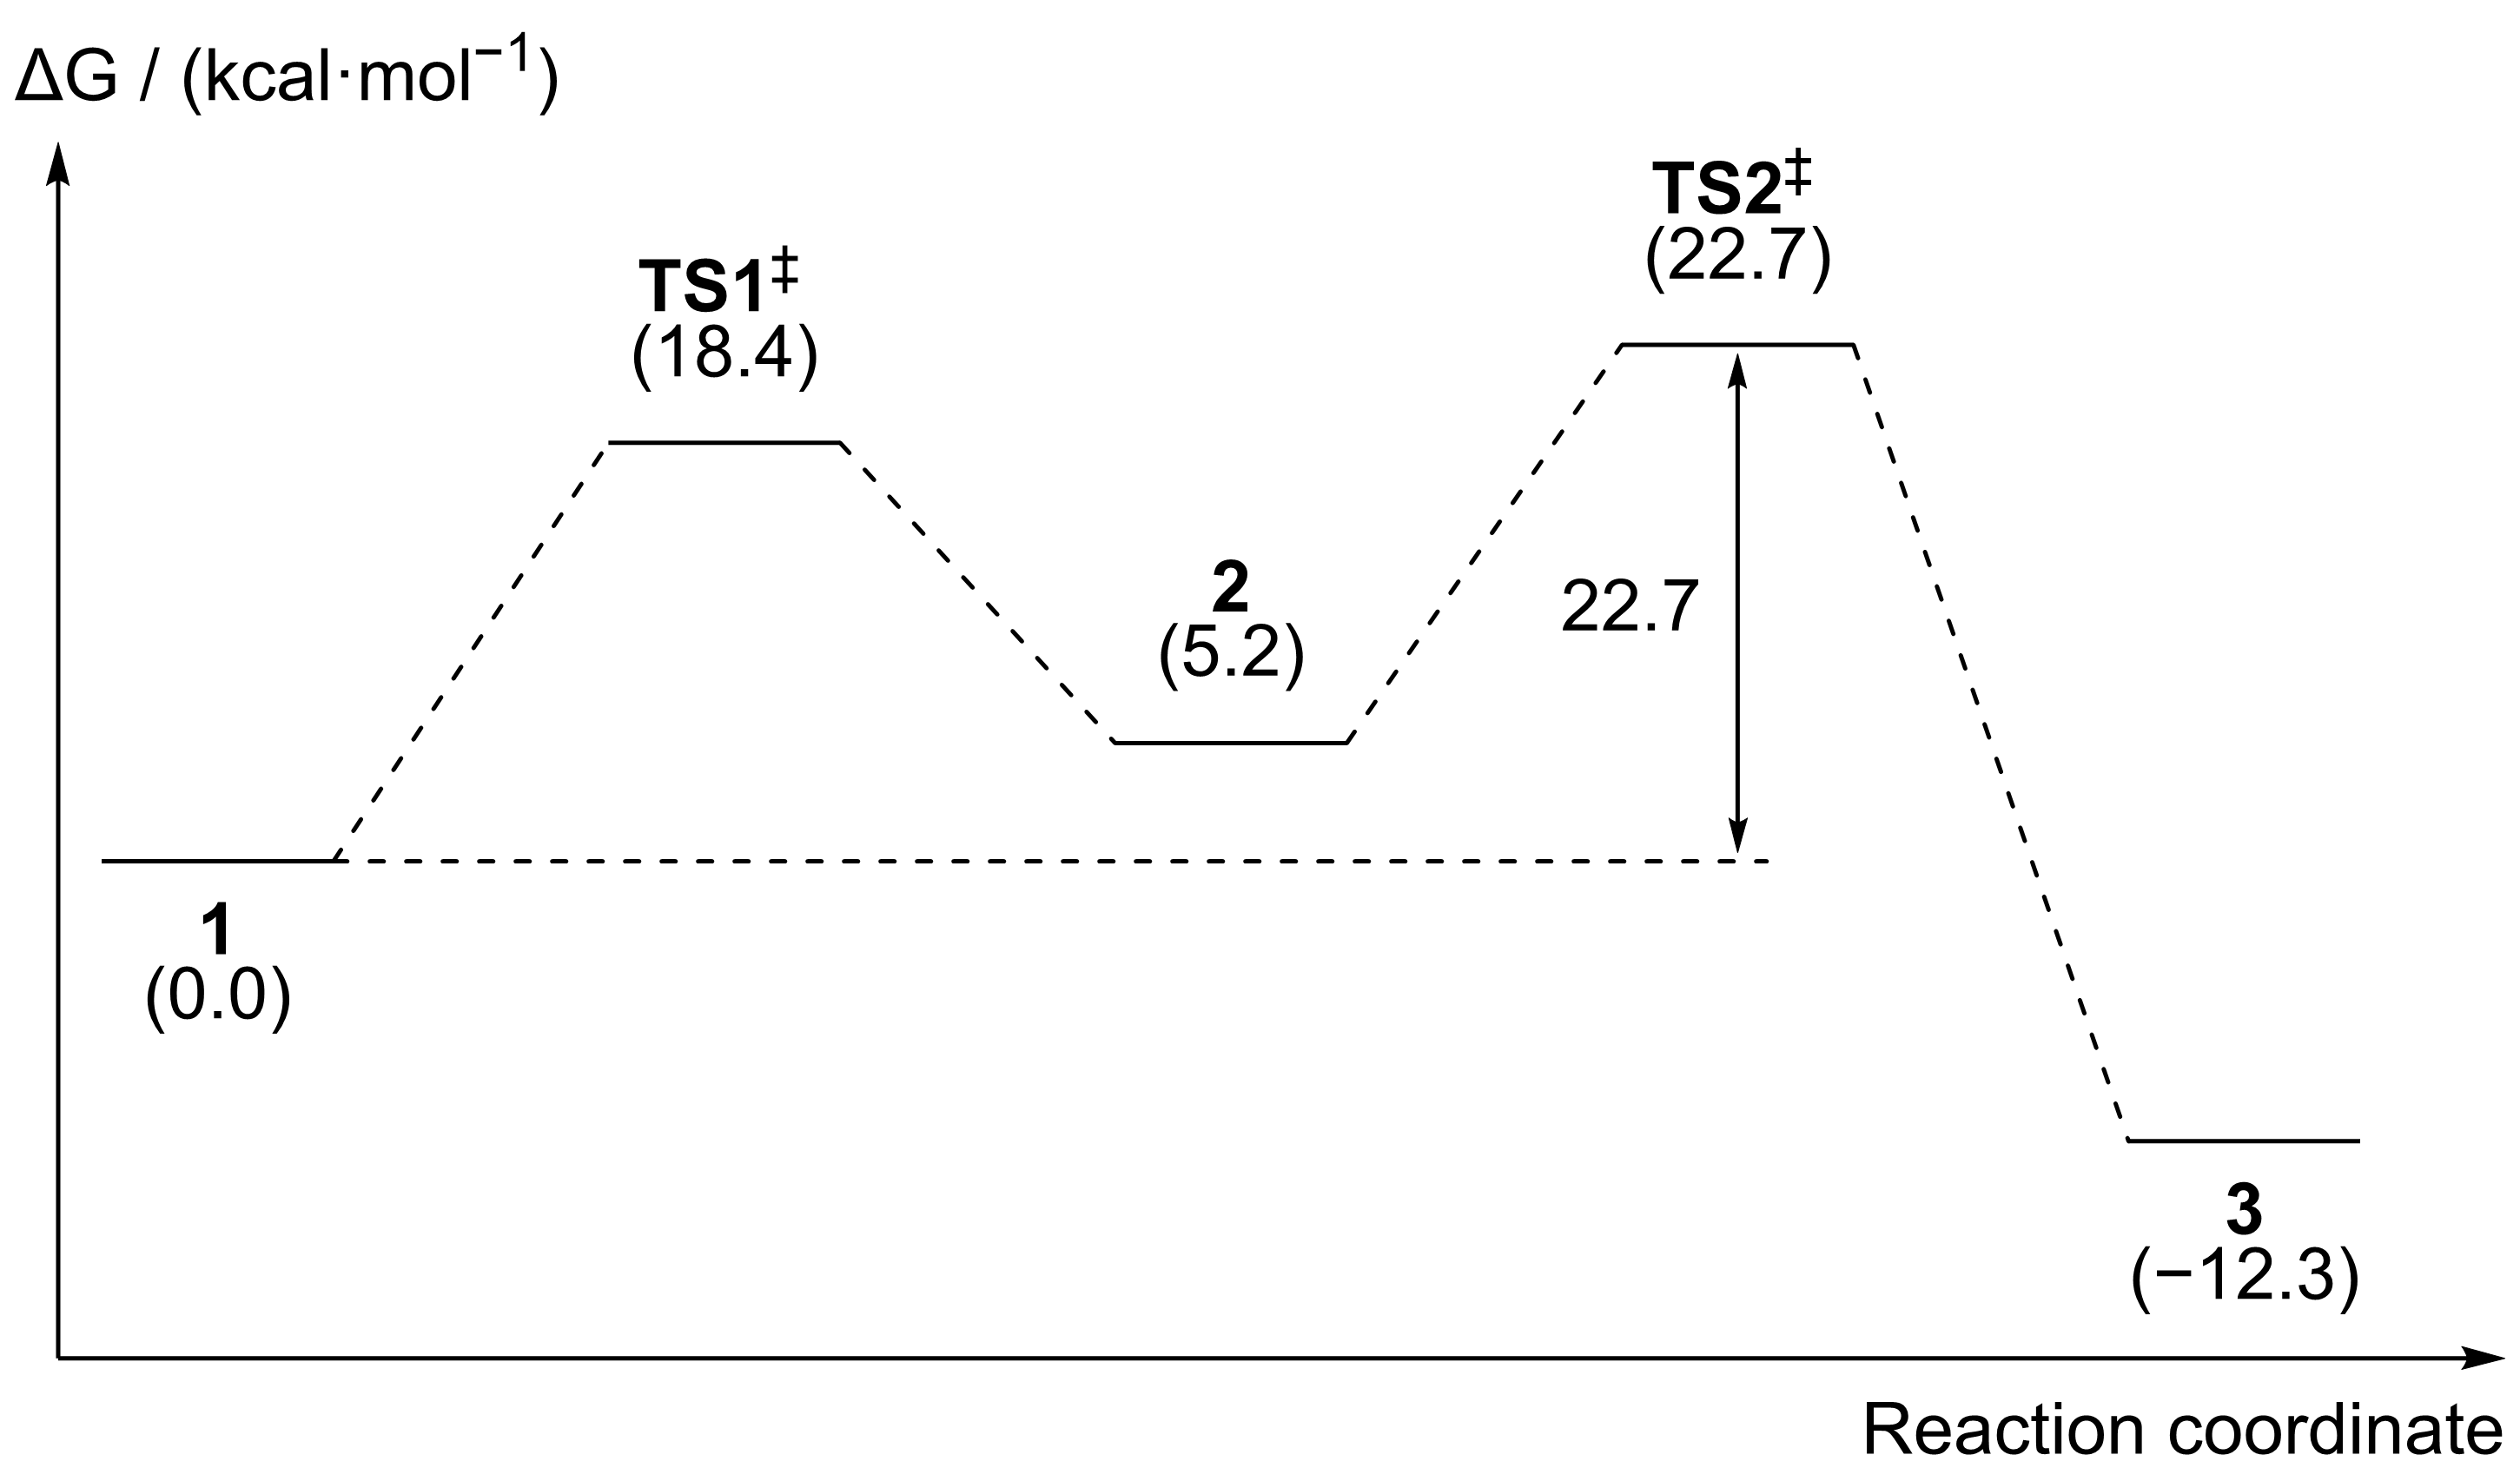 ΔG / (kcal·mol⁻¹)
TS2‡
(22.7)
TS1‡
(18.4)
2
(5.2)
22.7
1
(0.0)
3
(−12.3)
Reaction coordinate